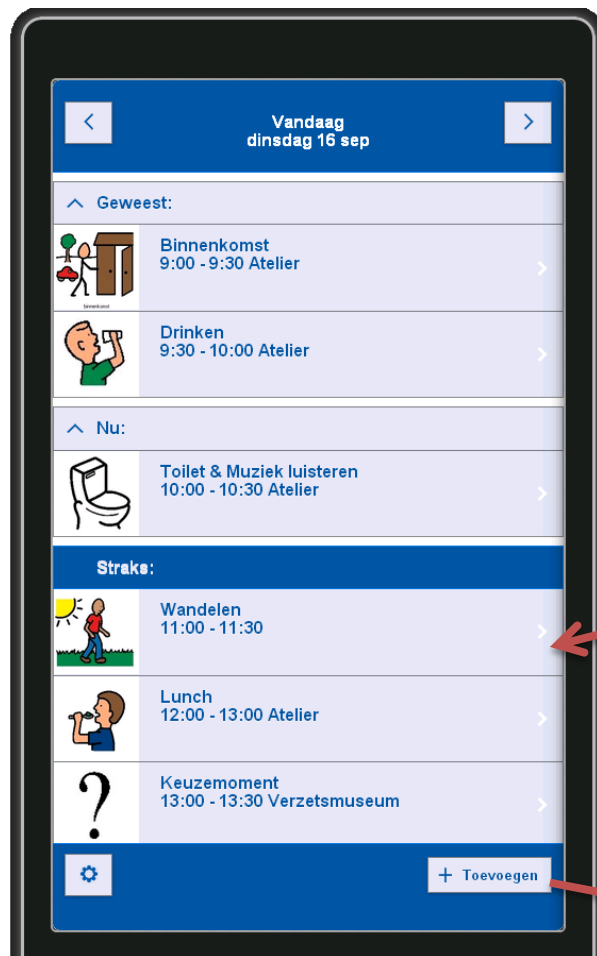 Vandaag
dinsdag 16 sep
Geweest:
Binnenkomst
9:00 - 9:30 Atelier
binnenkomst
Drinken
9:30 - 10:00 Atelier
Nu:
Toilet & Muziek luisteren
10:00 - 10:30 Atelier
Straks:
Wandelen
11:00 - 11:30
Lunch
12:00 - 13:00 Atelier
Keuzemoment
13:00 - 13:30 Verzetsmuseum
?
+ Toevoegen